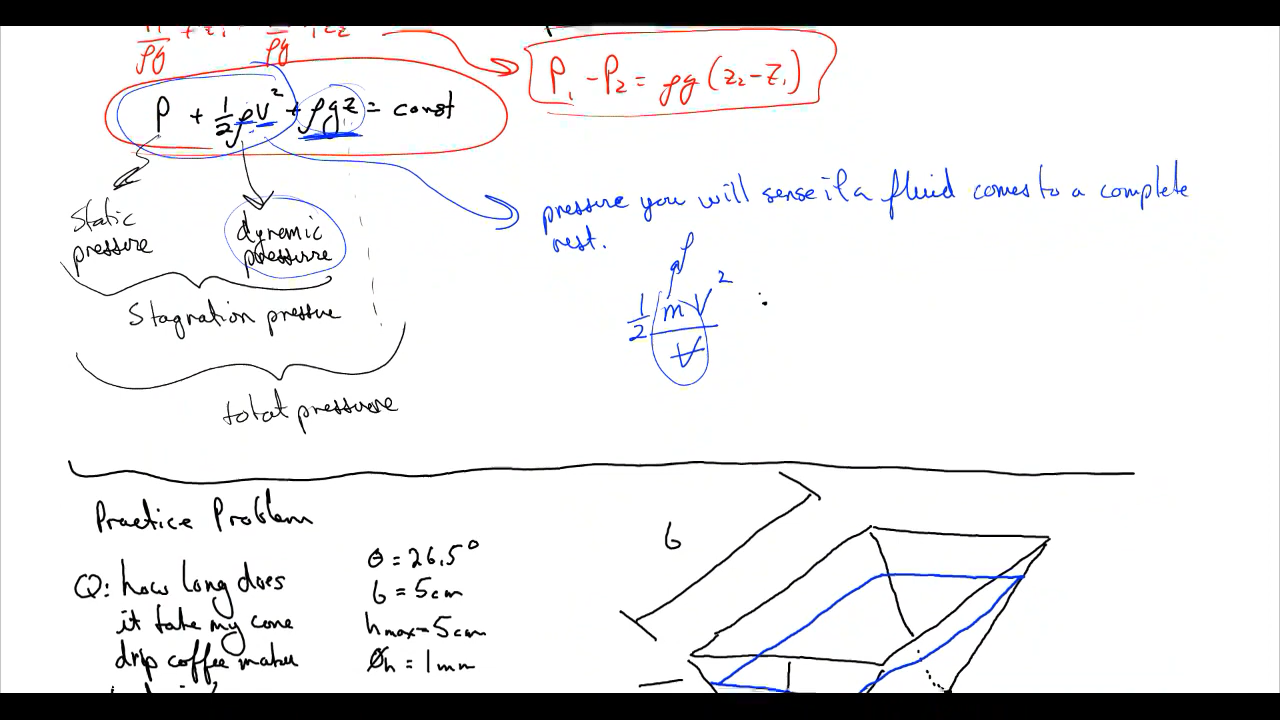 P₁ - P₂ = ρg(z₂ - z₁)
P + 1/2 ρV² + ρgz = const
static pressure
dynamic pressure
Stagnation pressure
total pressure
pressure you will sense if a fluid comes to a complete
rest.
ρ
1/2 mV² / V
Practice Problem
Q: how long does
it take my cone
drip coffee maker
θ = 26.5°
b = 5cm
hmax = 5cm
Øh = 1mm
b